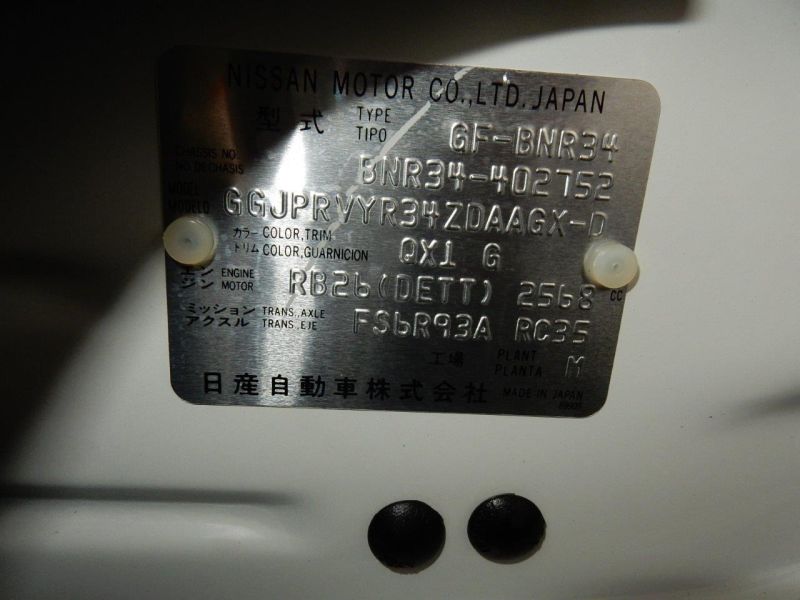 NISSAN MOTOR CO.,LTD. JAPAN
型式 TYPE TIPO GF-BNR34
CHASSIS NO. NO. DE CHASIS BNR34-402752
MODEL MODELO GGJPRVYR34ZDAAGX-D
カラー COLOR,TRIM
トリム COLOR,GUARNICION QX1 G
エンジン ENGINE MOTOR RB26(DETT) 2568 CC
ミッション TRANS.,AXLE
アクスル TRANS.,EJE FS6R93A RC35
工場 PLANT PLANTA M
日産自動車株式会社 MADE IN JAPAN